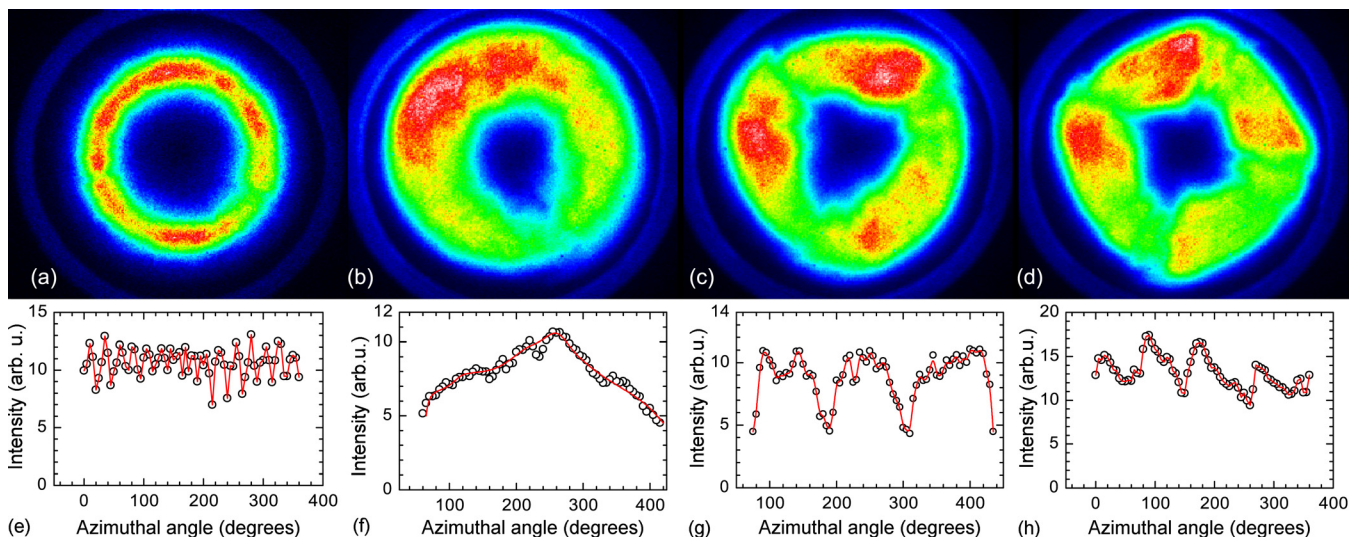 (a)
(b)
(c)
(d)
15
10
5
0
Intensity (arb. u.)
0
100
200
300
400
(e)
Azimuthal angle (degrees)
12
10
5
0
Intensity (arb.u.)
100
200
300
400
(f)
Azimuthal angle (degrees)
14
10
5
0
Intensity (arb.u.)
100
200
300
400
(g)
Azimuthal angle (degrees)
20
15
10
5
0
Intensity (arb.u.)
0
100
200
300
400
(h)
Azimuthal angle (degrees)